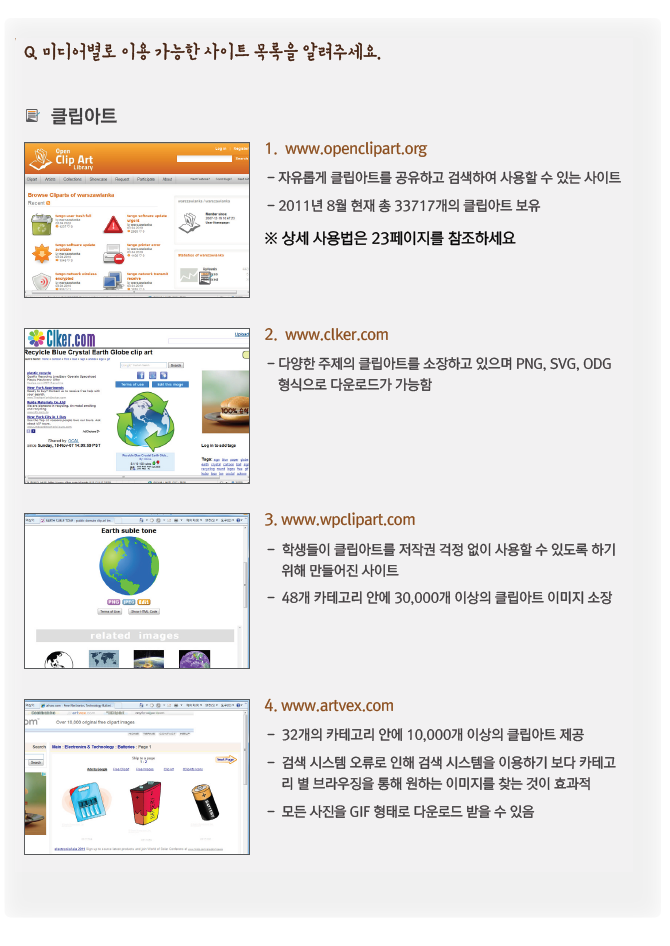 Q. 미디어별로 이용 가능한 사이트 목록을 알려주세요.
클립아트
Open
Clip Art
Library
Browse Cliparts of warszawianka
Recent
1. www.openclipart.org
- 자유롭게 클립아트를 공유하고 검색하여 사용할 수 있는 사이트
- 2011년 8월 현재 총 33717개의 클립아트 보유
※ 상세 사용법은 23페이지를 참조하세요
Clker.com
Recylcle Blue Crystal Earth Globe clip art
2. www.clker.com
- 다양한 주제의 클립아트를 소장하고 있으며 PNG, SVG, ODG
형식으로 다운로드가 가능함
Earth suble tone
related images
3. www.wpclipart.com
- 학생들이 클립아트를 저작권 걱정 없이 사용할 수 있도록 하기
위해 만들어진 사이트
- 48개 카테고리 안에 30,000개 이상의 클립아트 이미지 소장
Over 10,000 original free clipart images
Search Main : Electronics & Technology : Batteries : Page 1
4. www.artvex.com
- 32개의 카테고리 안에 10,000개 이상의 클립아트 제공
- 검색 시스템 오류로 인해 검색 시스템을 이용하기 보다 카테고
리 별 브라우징을 통해 원하는 이미지를 찾는 것이 효과적
- 모든 사진을 GIF 형태로 다운로드 받을 수 있음